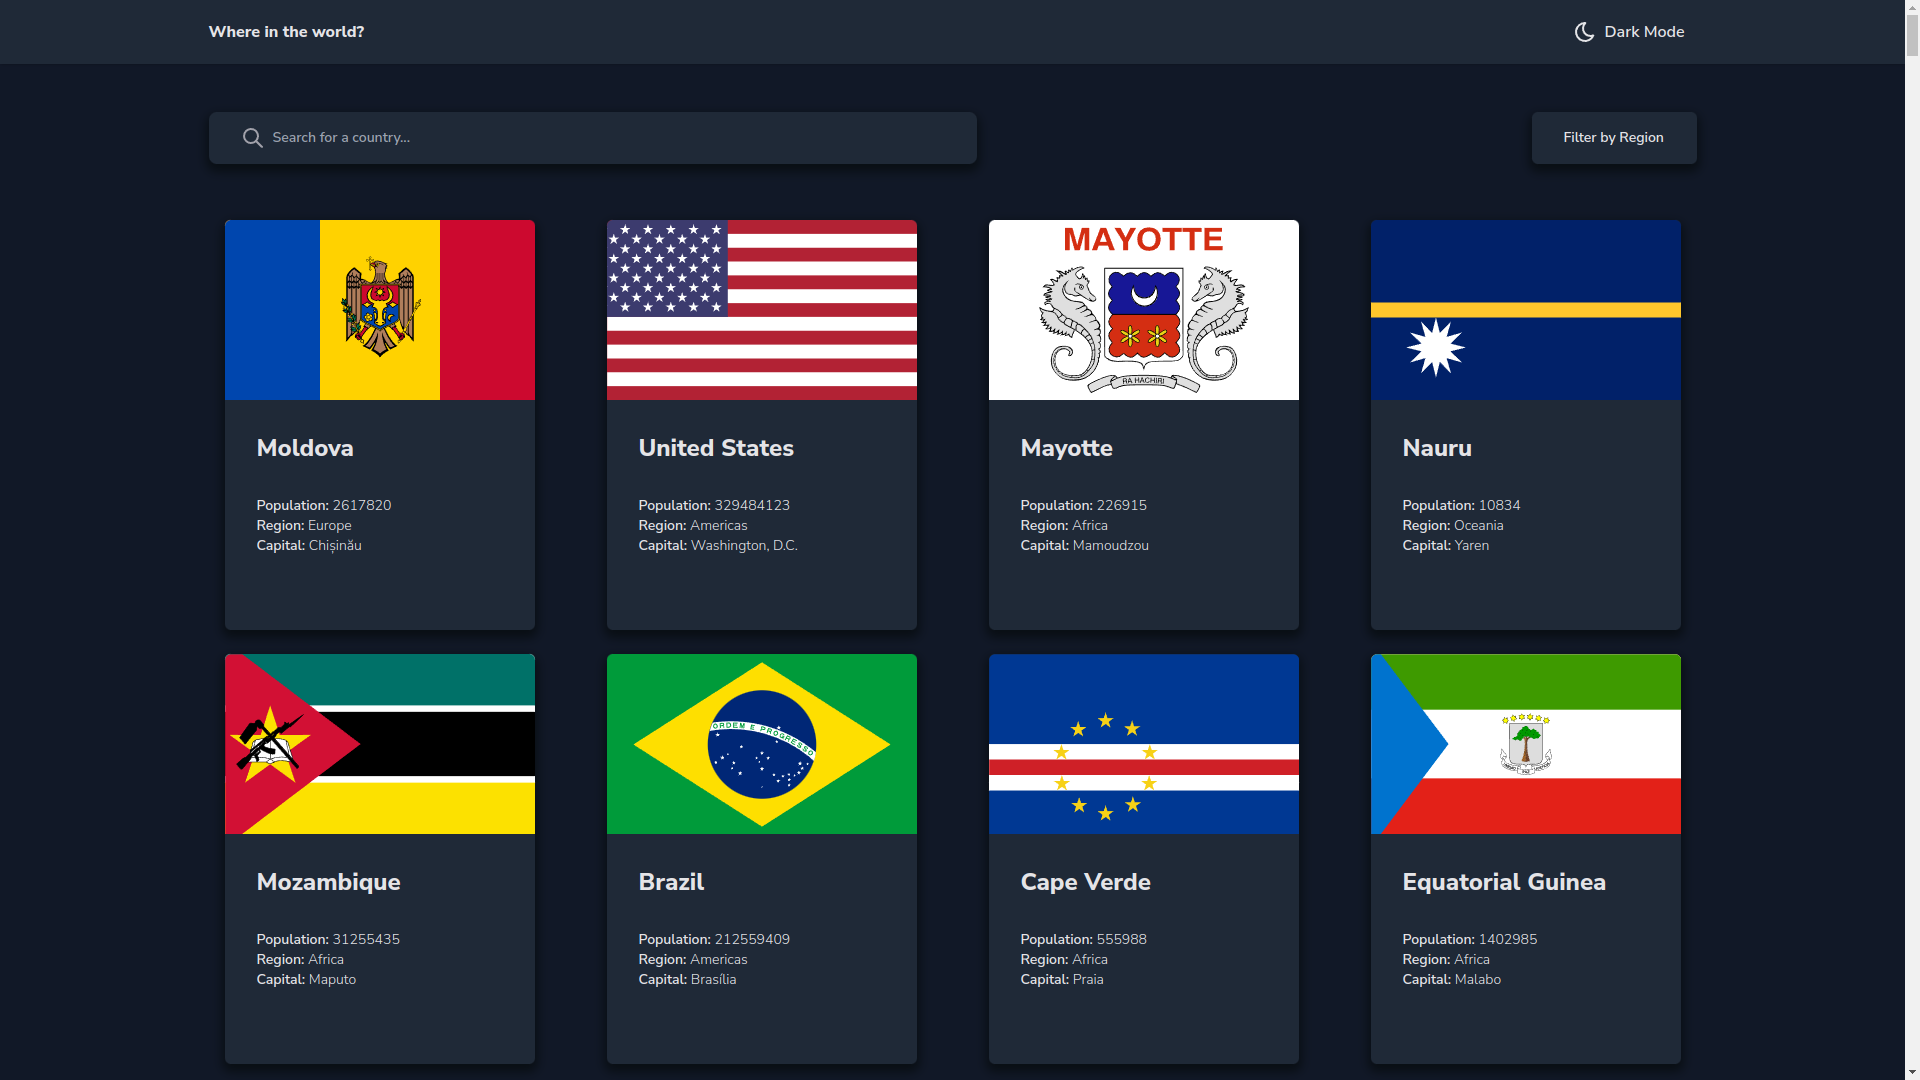 Where in the world?
Dark Mode
Search for a country...
Filter by Region
MAYOTTE
RA HACHIRI
Moldova
Population: 2617820
Region: Europe
Capital: Chișinău
United States
Population: 329484123
Region: Americas
Capital: Washington, D.C.
Mayotte
Population: 226915
Region: Africa
Capital: Mamoudzou
Nauru
Population: 10834
Region: Oceania
Capital: Yaren
ORDEM E PROGRESSO
Mozambique
Population: 31255435
Region: Africa
Capital: Maputo
Brazil
Population: 212559409
Region: Americas
Capital: Brasília
Cape Verde
Population: 555988
Region: Africa
Capital: Praia
Equatorial Guinea
Population: 1402985
Region: Africa
Capital: Malabo